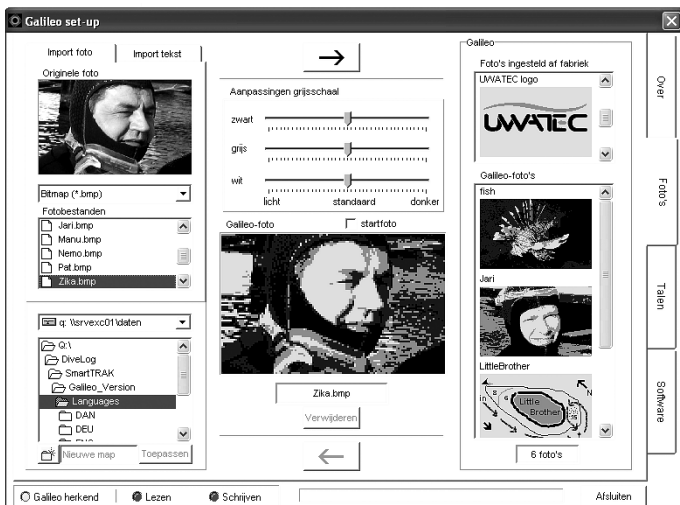 Galileo set-up
Import foto
Import tekst
Originele foto
Bitmap (*.bmp)
Fotobestanden
Jari.bmp
Manu.bmp
Nemo.bmp
Pat.bmp
Zika.bmp
q: \\srvexc01\daten
Q:\
DiveLog
SmartTRAK
Galileo_Version
Languages
DAN
DEU
Nieuwe map
Toepassen
Aanpassingen grijsschaal
zwart
grijs
wit
licht standaard donker
Galileo-foto
startfoto
Zika.bmp
Verwijderen
Galileo
Foto's ingesteld af fabriek
UWATEC logo
UWATEC
Galileo-foto's
fish
Jari
LittleBrother
Little
Brother
N
in
6 foto's
Over
Foto's
Talen
Software
Galileo herkend
Lezen
Schrijven
Afsluiten